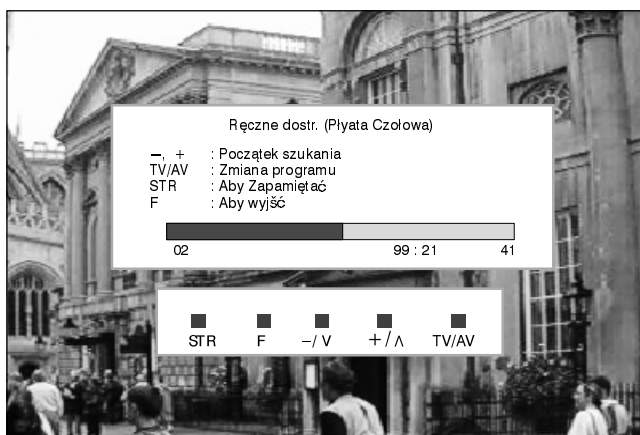 Ręczne dostr. (Płyata Czołowa)
–, + : Początek szukania
TV/AV : Zmiana programu
STR : Aby Zapamiętać
F : Aby wyjšć
02 99 : 21 41
STR F –/ V + / Λ TV/AV